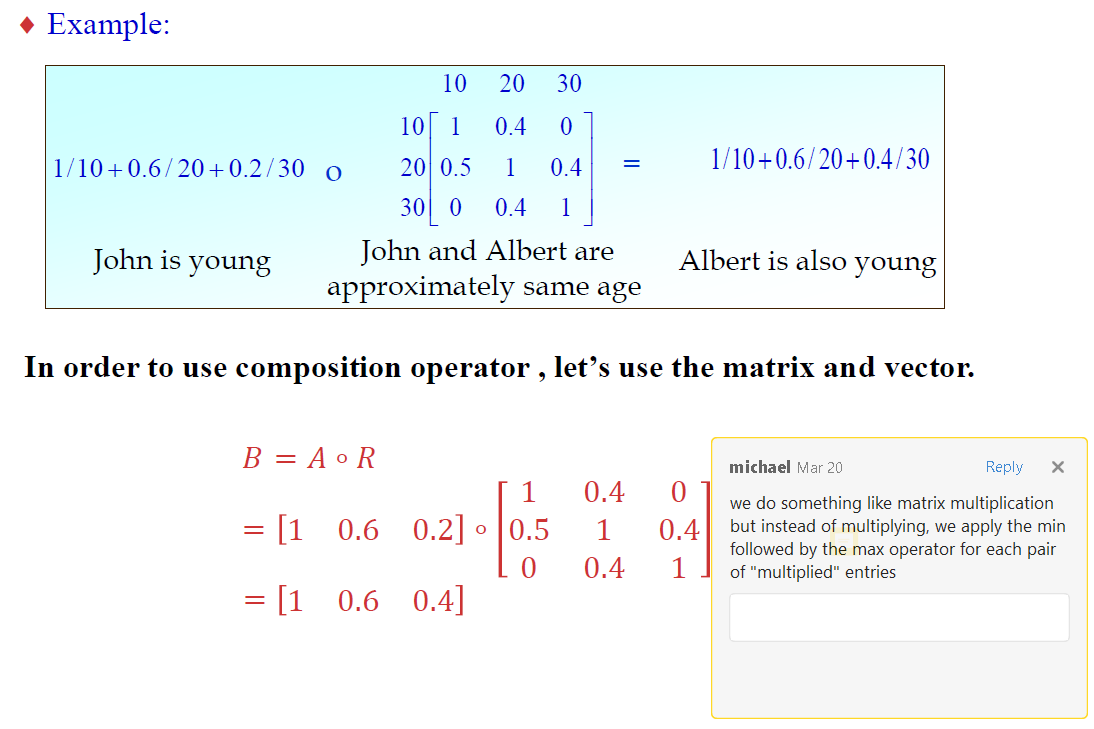 ♦ Example:
10 20 30
10 1 0.4 0
1/10+0.6/20+0.2/30 o 20 0.5 1 0.4 = 1/10+0.6/20+0.4/30
30 0 0.4 1
John is young
John and Albert are
approximately same age
Albert is also young
In order to use composition operator , let’s use the matrix and vector.
B = A ∘ R
= [1 0.6 0.2] ∘
1 0.4 0
0.5 1 0.4
0 0.4 1
= [1 0.6 0.4]
michael Mar 20 Reply ×
we do something like matrix multiplication
but instead of multiplying, we apply the min
followed by the max operator for each pair
of "multiplied" entries